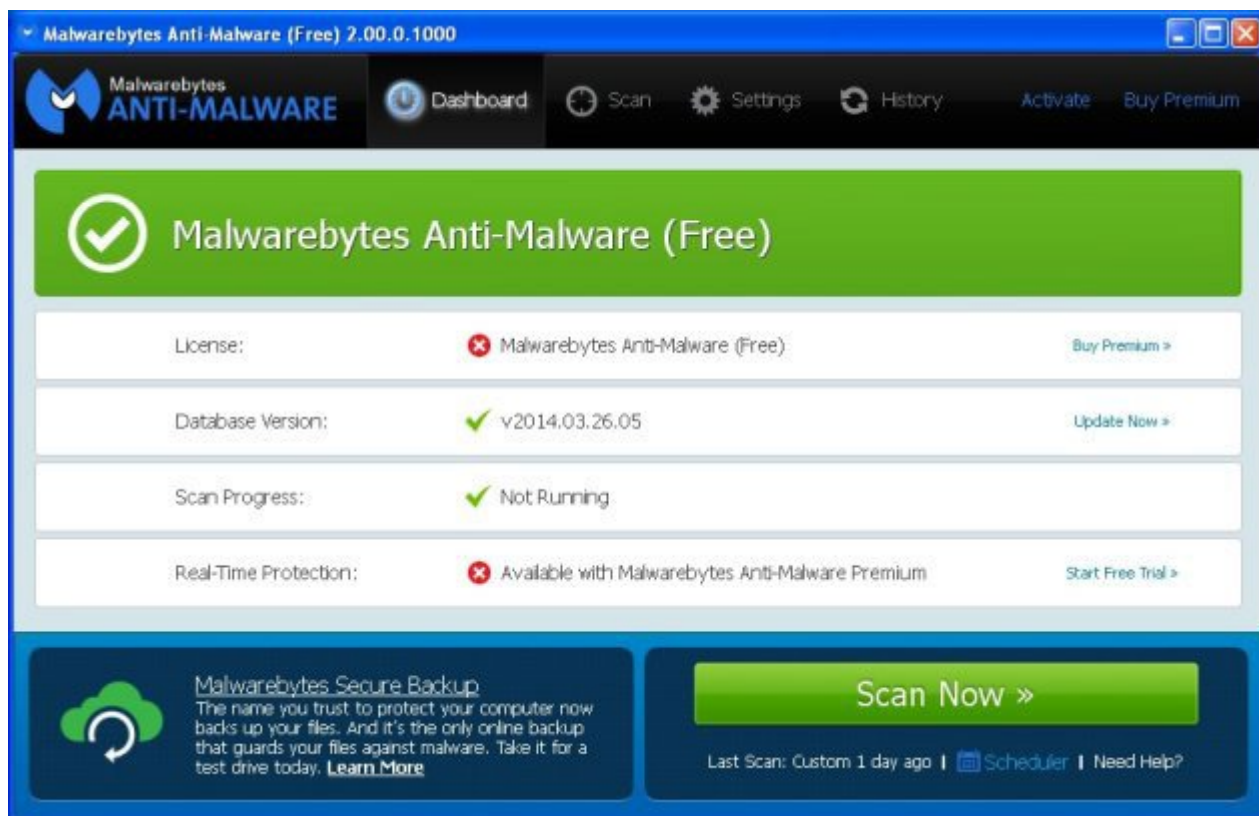 Malwarebytes Anti-Malware (Free) 2.00.0.1000
Malwarebytes
ANTI-MALWARE
Dashboard
Scan
Settings
History
Activate
Buy Premium
Malwarebytes Anti-Malware (Free)
License: Malwarebytes Anti-Malware (Free) Buy Premium »
Database Version: v2014.03.26.05 Update Now »
Scan Progress: Not Running
Real-Time Protection: Available with Malwarebytes Anti-Malware Premium Start Free Trial »
Malwarebytes Secure Backup
The name you trust to protect your computer now
backs up your files. And it's the only online backup
that guards your files against malware. Take it for a
test drive today. Learn More
Scan Now »
Last Scan: Custom 1 day ago | Scheduler | Need Help?